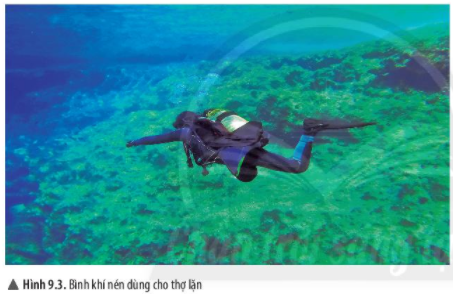 ▲ Hình 9.3. Bình khí nén dùng cho thợ lặn